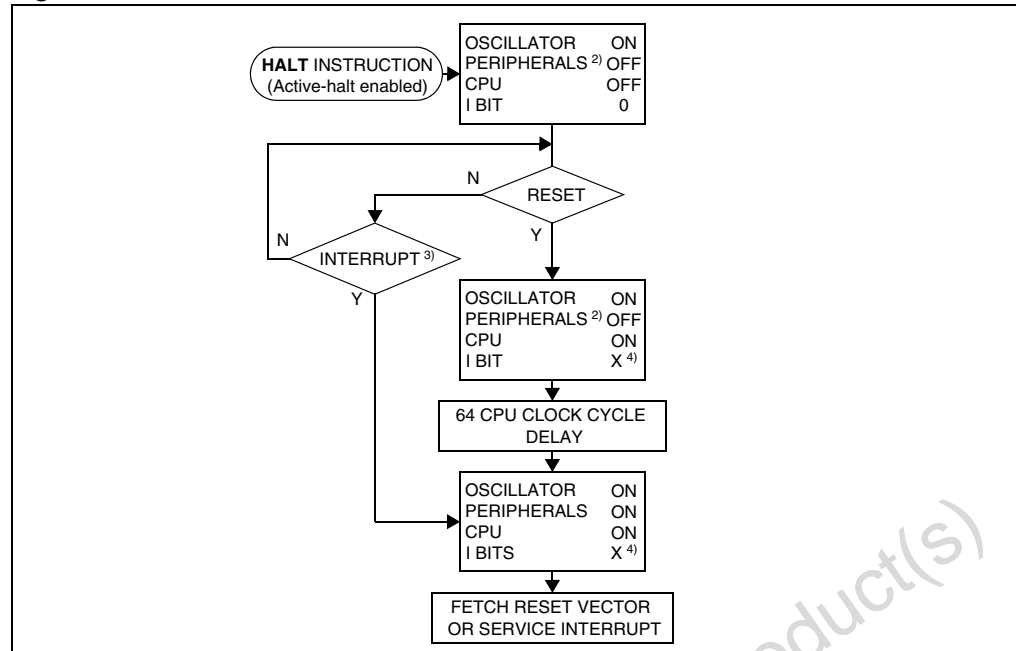 HALT INSTRUCTION
(Active-halt enabled)
OSCILLATOR ON
PERIPHERALS 2) OFF
CPU OFF
I BIT 0
N
RESET
Y
N
INTERRUPT 3)
Y
OSCILLATOR ON
PERIPHERALS 2) OFF
CPU ON
I BIT X 4)
64 CPU CLOCK CYCLE
DELAY
OSCILLATOR ON
PERIPHERALS ON
CPU ON
I BITS X 4)
FETCH RESET VECTOR
OR SERVICE INTERRUPT